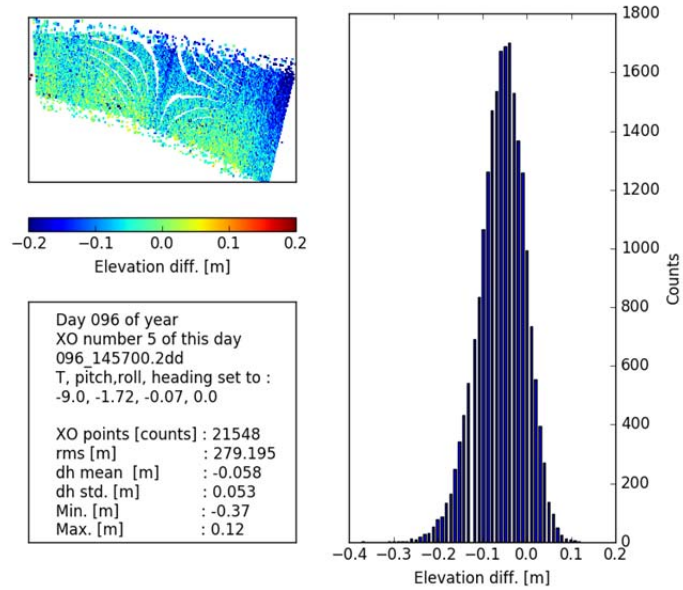 −0.2 −0.1 0.0 0.1 0.2
Elevation diff. [m]
Day 096 of year
XO number 5 of this day
096_145700.2dd
T, pitch,roll, heading set to :
-9.0, -1.72, -0.07, 0.0
XO points [counts] : 21548
rms [m] : 279.195
dh mean [m] : -0.058
dh std. [m] : 0.053
Min. [m] : -0.37
Max. [m] : 0.12
1800
1600
1400
1200
1000
800
600
400
200
0
Counts
−0.4 −0.3 −0.2 −0.1 0.0 0.1 0.2
Elevation diff. [m]